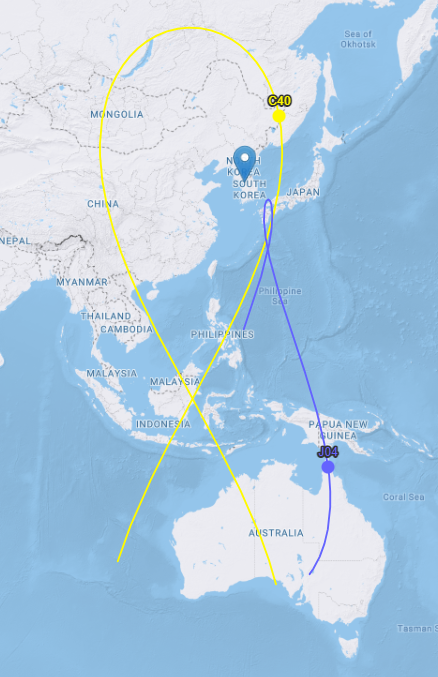 Sea of
Okhotsk
C40
MONGOLIA
KOREA
SOUTH
KOREA
JAPAN
CHINA
NEPAL
MYANMAR
Philippine
Sea
THAILAND
CAMBODIA
PHILIPPINES
MALAYSIA
MALAYSIA
INDONESIA
PAPUA NEW
GUINEA
J04
Coral Sea
AUSTRALIA
Tasman S